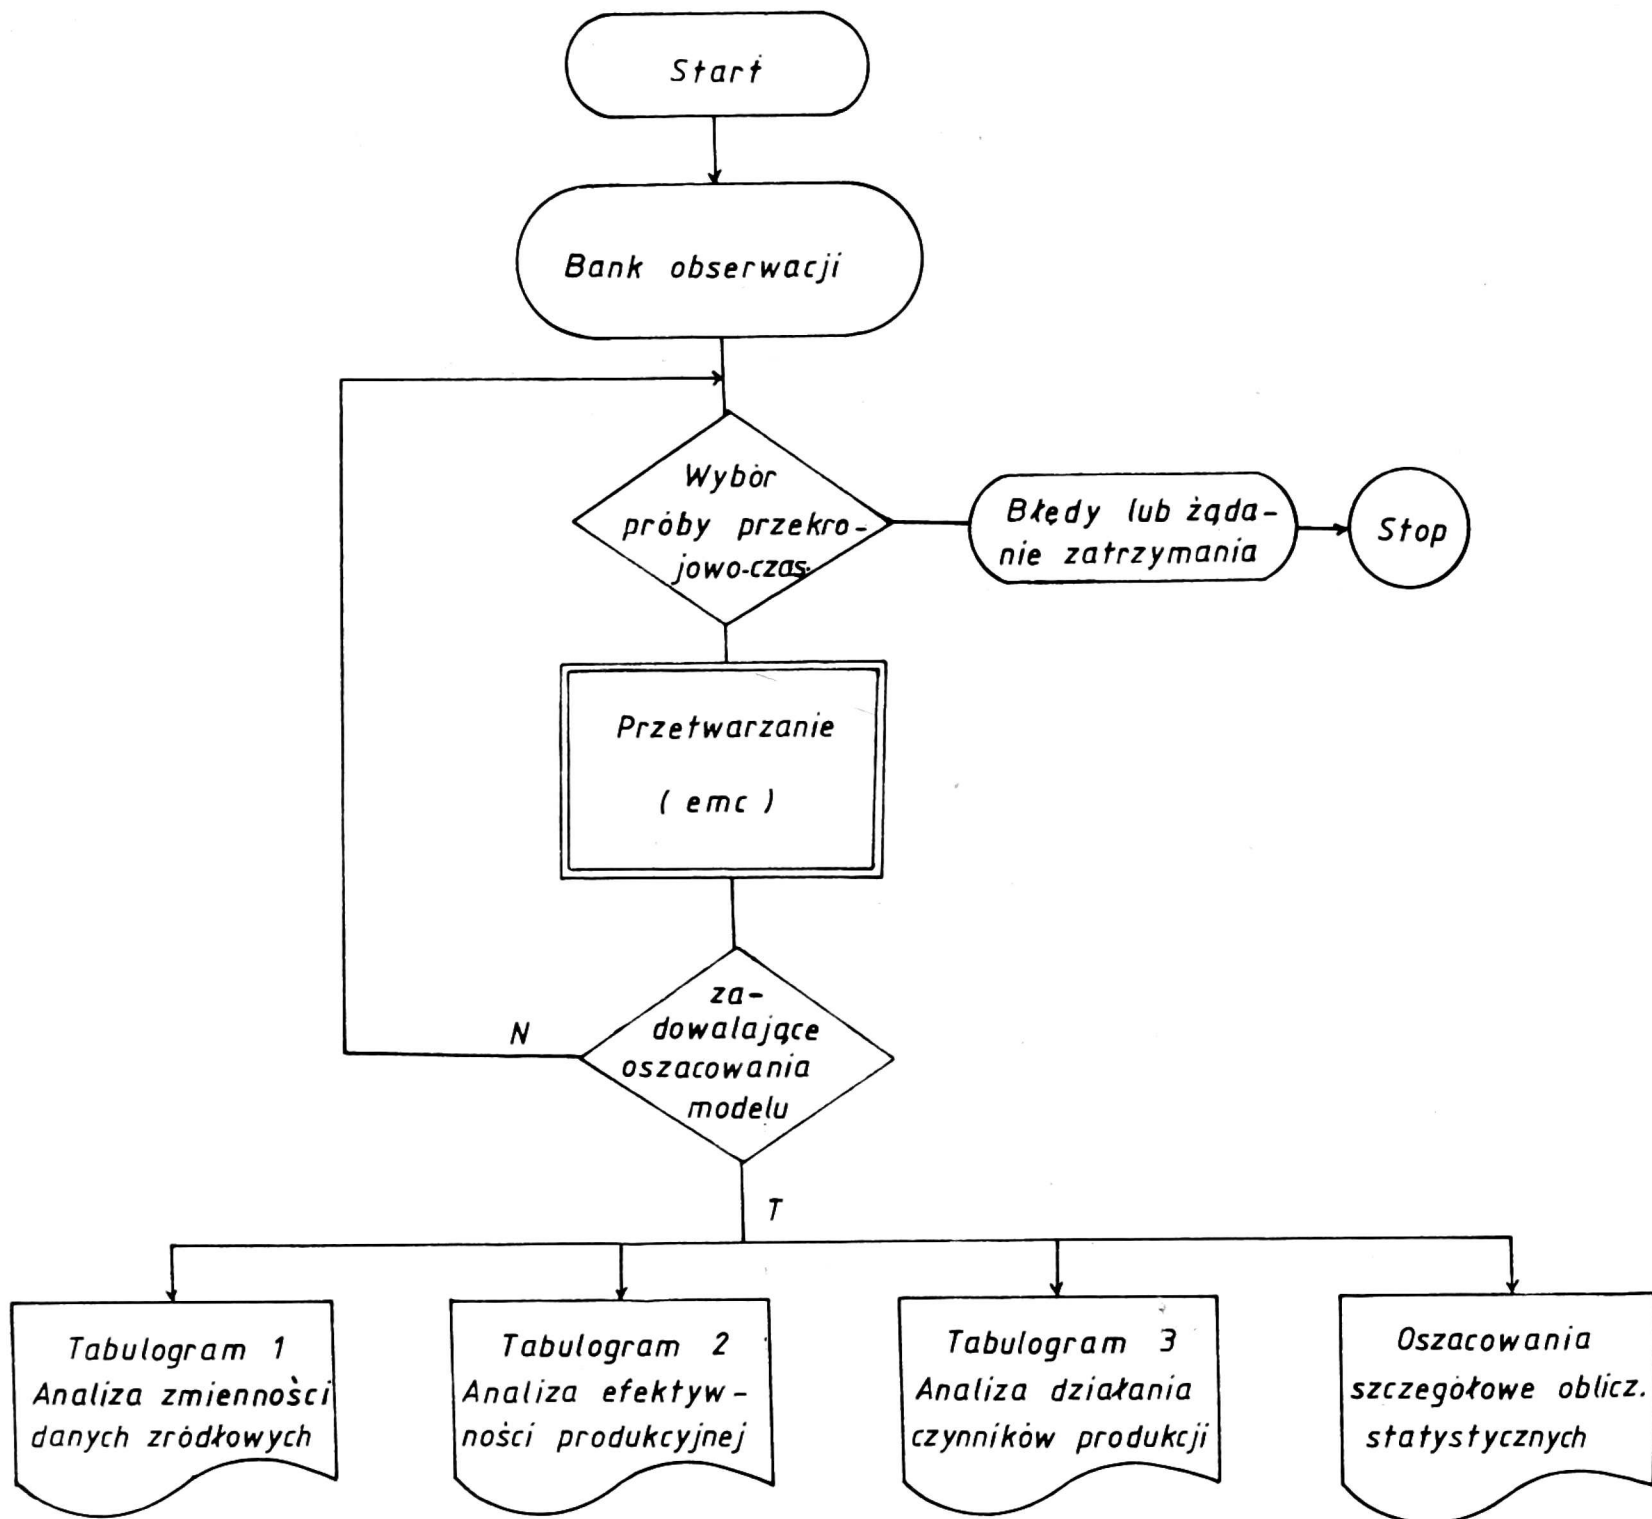 Start
Bank obserwacji
Wybór
próby przekro-
jowo-czas.
Błędy lub żąda-
nie zatrzymania
Stop
Przetwarzanie
( emc )
za-
dowalające
oszacowania
modelu
N
T
Tabulogram 1
Analiza zmienności
danych zródłowych
Tabulogram 2
Analiza efektyw-
ności produkcyjnej
Tabulogram 3
Analiza działania
czynników produkcji
Oszacowania
szczegółowe oblicz.
statystycznych